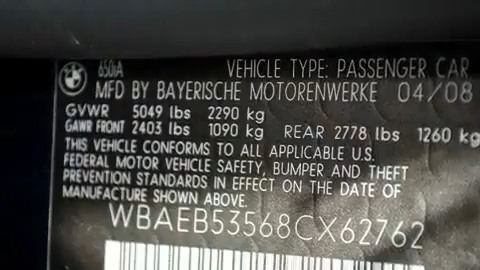 BMW 650iA VEHICLE TYPE: PASSENGER CAR
MFD BY BAYERISCHE MOTORENWERKE 04/08
GVWR 5049 lbs 2290 kg
GAWR FRONT 2403 lbs 1090 kg REAR 2778 lbs 1260 kg
THIS VEHICLE CONFORMS TO ALL APPLICABLE U.S.
FEDERAL MOTOR VEHICLE SAFETY, BUMPER AND THEFT
PREVENTION STANDARDS IN EFFECT ON THE DATE OF
MANUFACTURE SHOWN ABOVE.
WBAEB53568CX62762